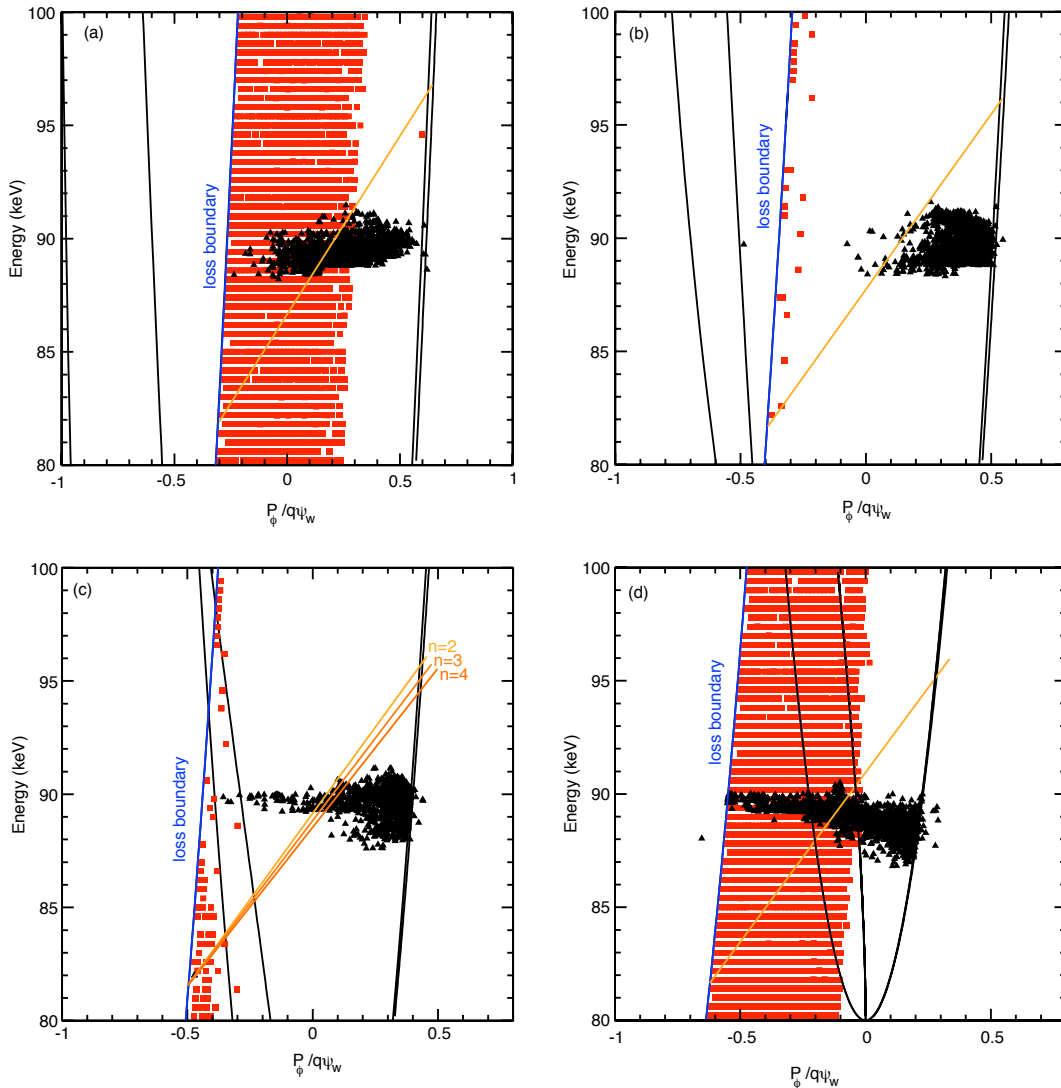 (a)
100
95
90
85
80
Energy (keV)
loss boundary
-1
-0.5
0
0.5
1
P_ϕ/qψ_w
(b)
100
95
90
85
80
Energy (keV)
loss boundary
-1
-0.5
0
0.5
P_ϕ/qψ_w
(c)
100
95
90
85
80
Energy (keV)
loss boundary
n=2
n=3
n=4
-1
-0.5
0
0.5
P_ϕ/qψ_w
(d)
100
95
90
85
80
Energy (keV)
loss boundary
-1
-0.5
0
0.5
P_ϕ/qψ_w